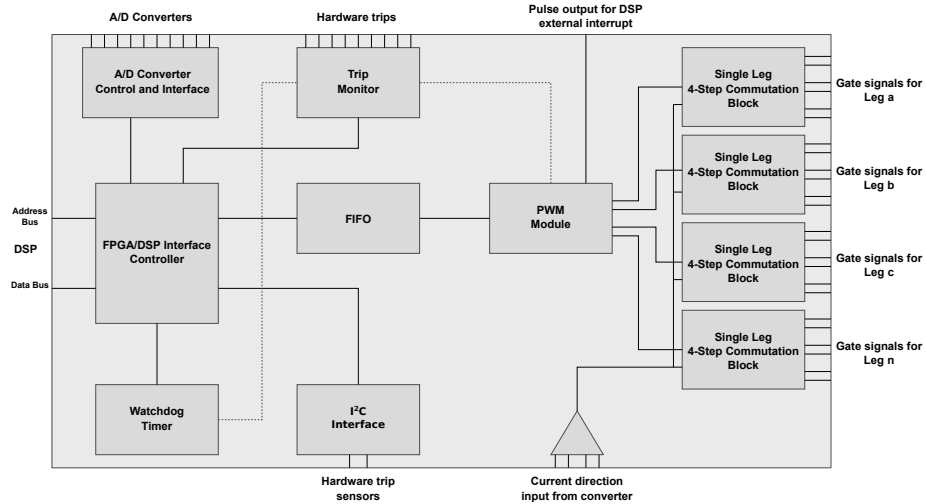 A/D Converters
Hardware trips
Pulse output for DSP
external interrupt
A/D Converter
Control and Interface
Trip
Monitor
Single Leg
4-Step Commutation
Block
Gate signals for
Leg a
Single Leg
4-Step Commutation
Block
Gate signals for
Leg b
Address
Bus
DSP
Data Bus
FPGA/DSP Interface
Controller
FIFO
PWM
Module
Single Leg
4-Step Commutation
Block
Gate signals for
Leg c
Single Leg
4-Step Commutation
Block
Gate signals for
Leg n
Watchdog
Timer
I²C
Interface
Hardware trip
sensors
Current direction
input from converter